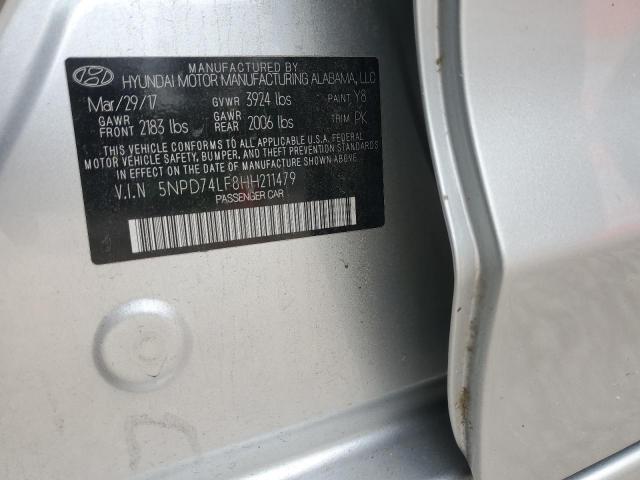 MANUFACTURED BY
HYUNDAI MOTOR MANUFACTURING ALABAMA, LLC
Mar/29/17 GVWR 3924 lbs PAINT Y8
GAWR FRONT 2183 lbs GAWR REAR 2006 lbs TRIM PK
THIS VEHICLE CONFORMS TO ALL APPLICABLE U.S.A. FEDERAL
MOTOR VEHICLE SAFETY, BUMPER, AND THEFT PREVENTION
STANDARDS IN EFFECT ON THE DATE OF MANUFACTURE SHOWN ABOVE.
V.I.N 5NPD74LF8HH211479
PASSENGER CAR